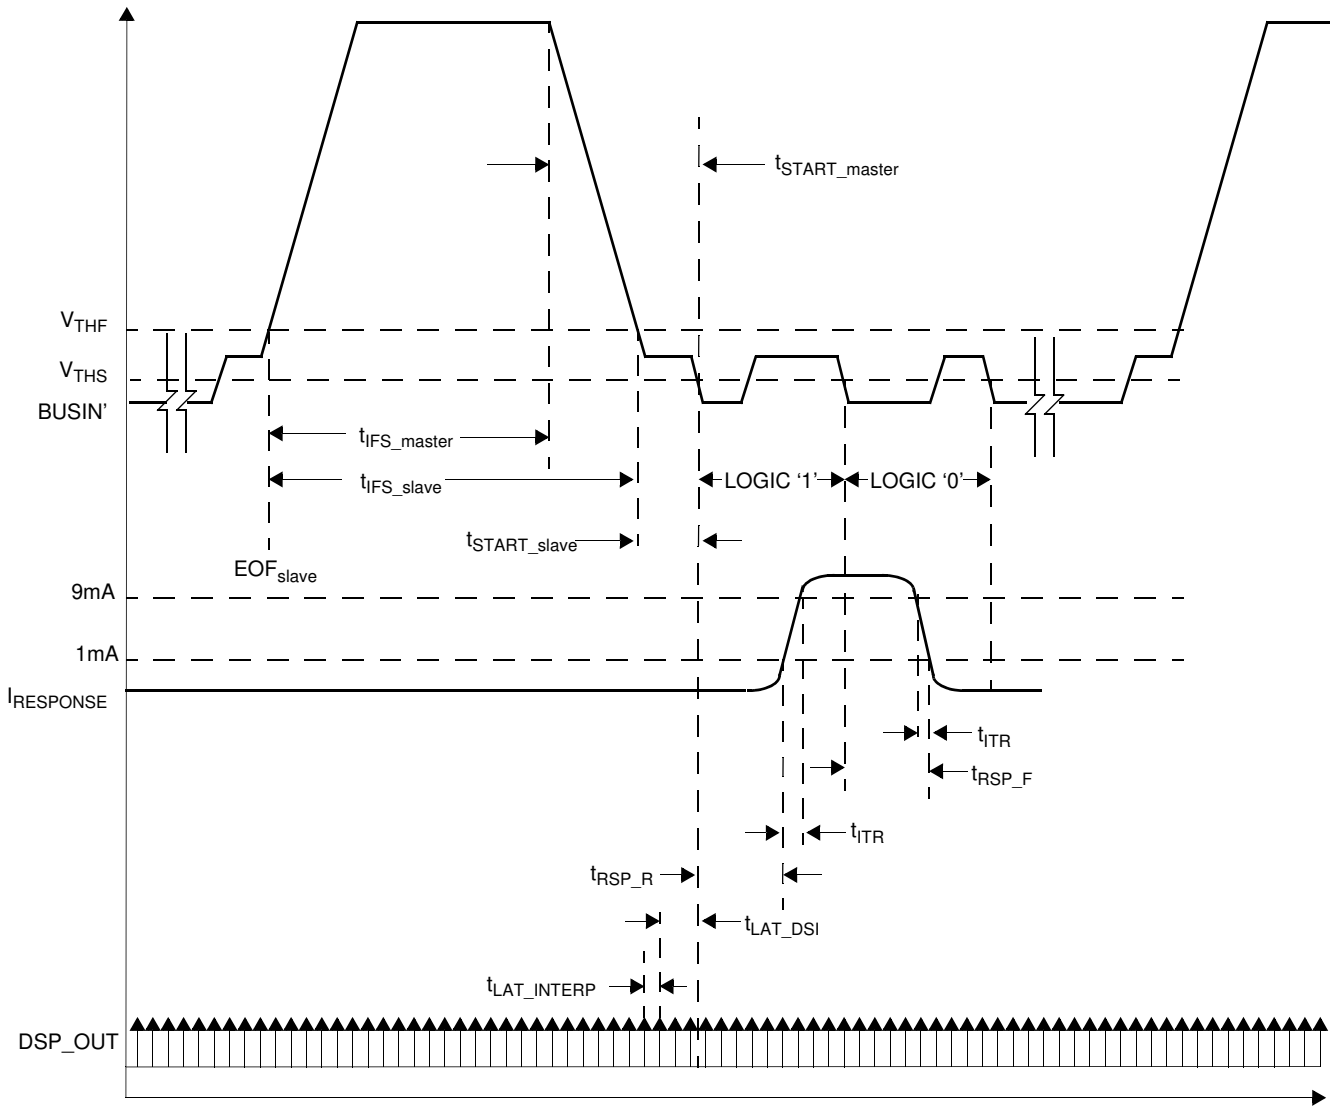 tSTART_master
VTHF
VTHS
BUSIN’
tIFS_master
tIFS_slave
LOGIC ‘1’
LOGIC ‘0’
tSTART_slave
EOFslave
9mA
1mA
IRESPONSE
tITR
tRSP_F
tITR
tRSP_R
tLAT_DSI
tLAT_INTERP
DSP_OUT